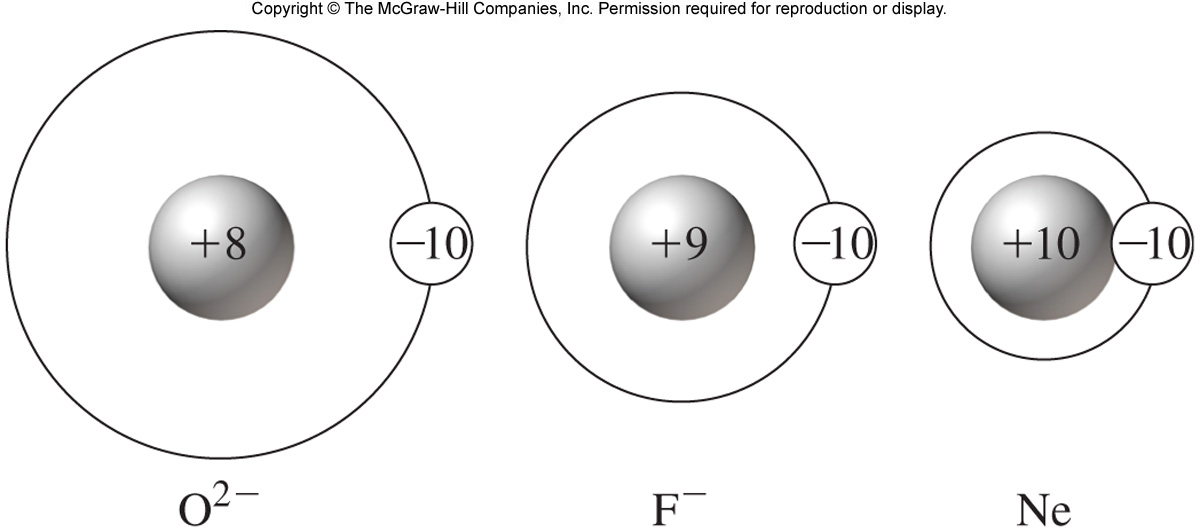 Copyright © The McGraw-Hill Companies, Inc. Permission required for reproduction or display.
+8 −10 +9 −10 +10 −10
O²⁻ F⁻ Ne